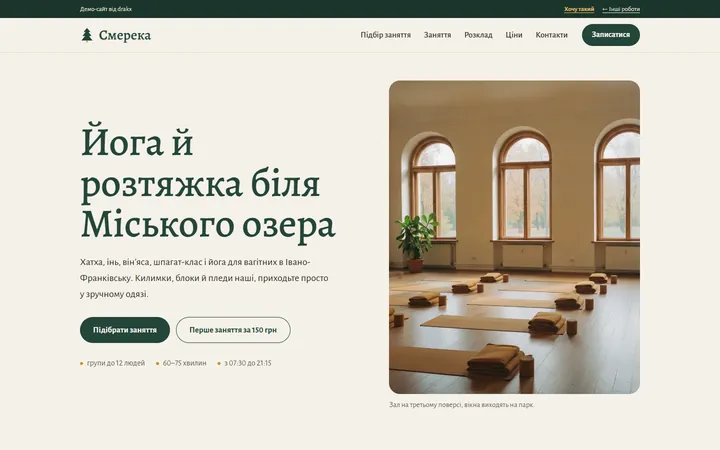 Демо-сайт від drakx
Хочу такий
← Інші роботи
Смерека
Підбір заняття
Заняття
Розклад
Ціни
Контакти
Записатися
Йога й
розтяжка біля
Міського озера
Хатха, інь, він'яса, шпагат-клас і йога для вагітних в Івано-
Франківську. Килимки, блоки й пледи наші, приходьте просто
у зручному одязі.
Підібрати заняття
Перше заняття за 150 грн
групи до 12 людей
60–75 хвилин
з 07:30 до 21:15
Зал на третьому поверсі, вікна виходять на парк.